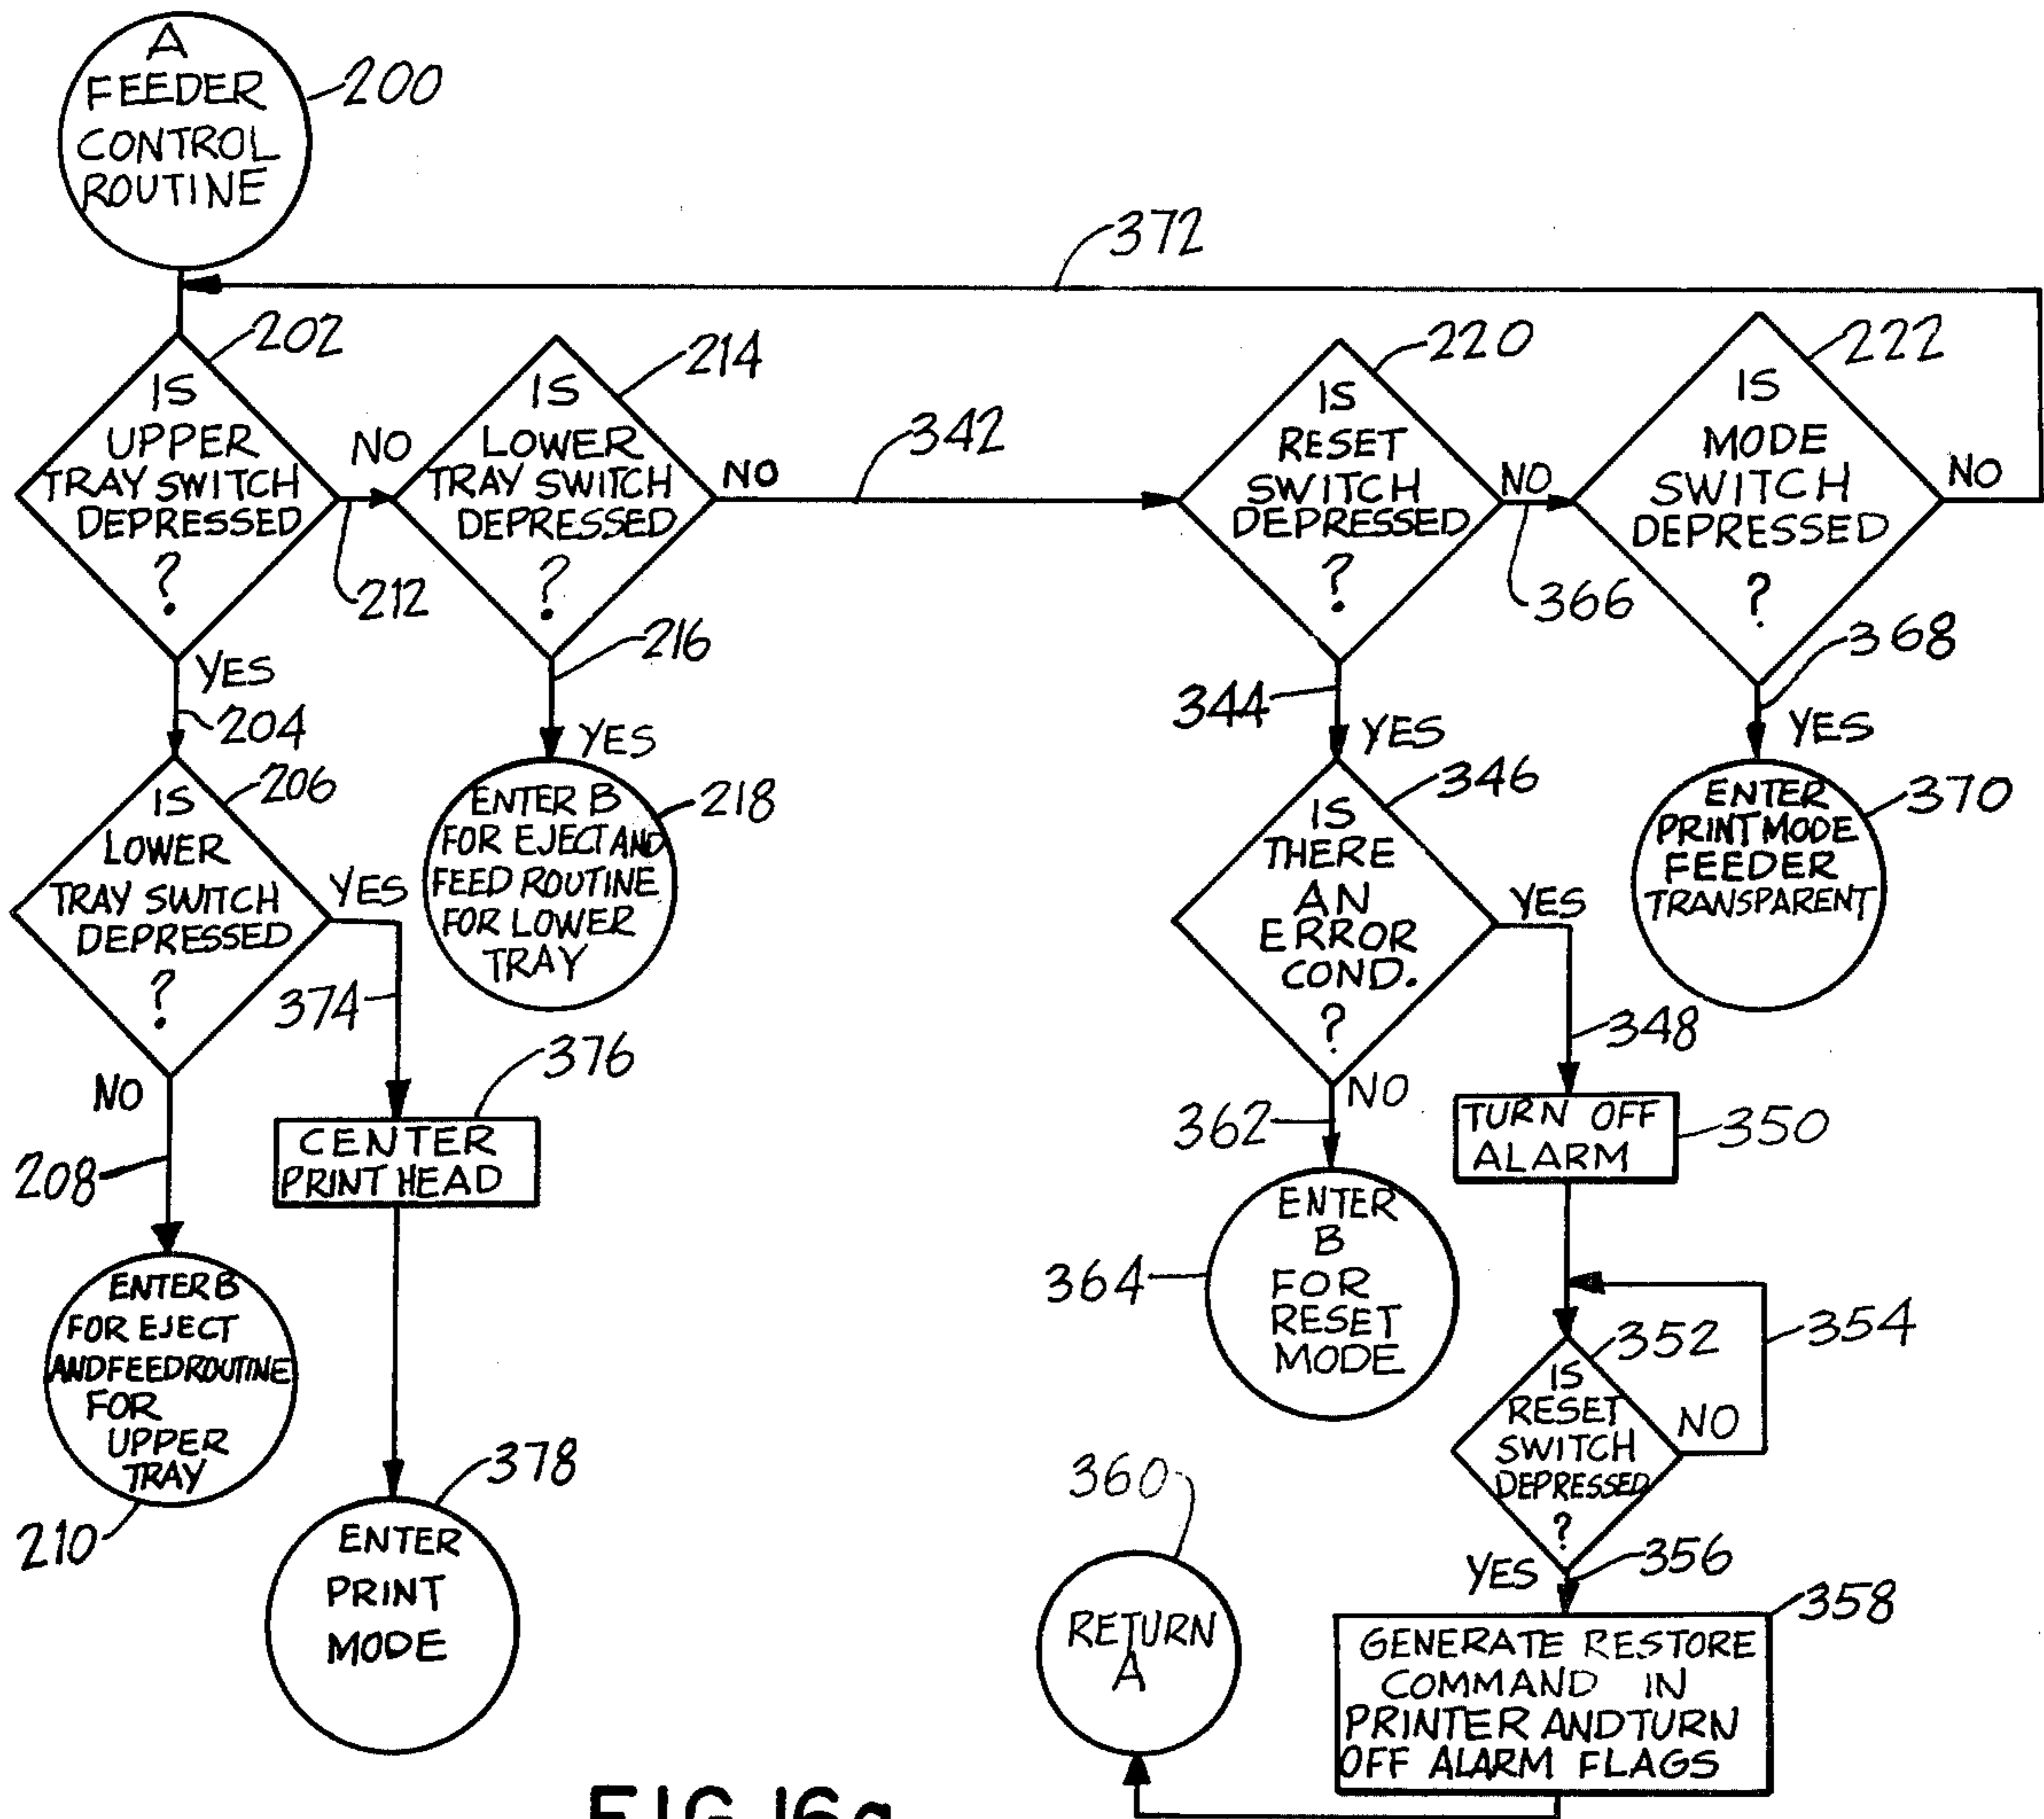 A
FEEDER
CONTROL
ROUTINE
200
372
202
IS
UPPER
TRAY SWITCH
DEPRESSED
?
NO
212
214
IS
LOWER
TRAY SWITCH
DEPRESSED
?
NO
342
220
IS
RESET
SWITCH
DEPRESSED
?
NO
366
222
IS
MODE
SWITCH
DEPRESSED
?
NO
YES
204
216
YES
344
YES
368
YES
206
IS
LOWER
TRAY SWITCH
DEPRESSED
?
YES
374
NO
208
ENTER B
FOR EJECT AND
FEED ROUTINE
FOR LOWER
TRAY
218
346
IS
THERE
AN
ERROR
COND.
?
YES
348
NO
362
ENTER
PRINT MODE
FEEDER
TRANSPARENT
370
376
CENTER
PRINT HEAD
TURN OFF
ALARM
350
ENTER B
FOR EJECT
AND FEED ROUTINE
FOR
UPPER
TRAY
210
378
ENTER
PRINT
MODE
364
ENTER
B
FOR
RESET
MODE
352
354
IS
RESET
SWITCH
DEPRESSED
?
NO
YES
356
358
GENERATE RESTORE
COMMAND IN
PRINTER AND TURN
OFF ALARM FLAGS
360
RETURN
A
FIG. 16a